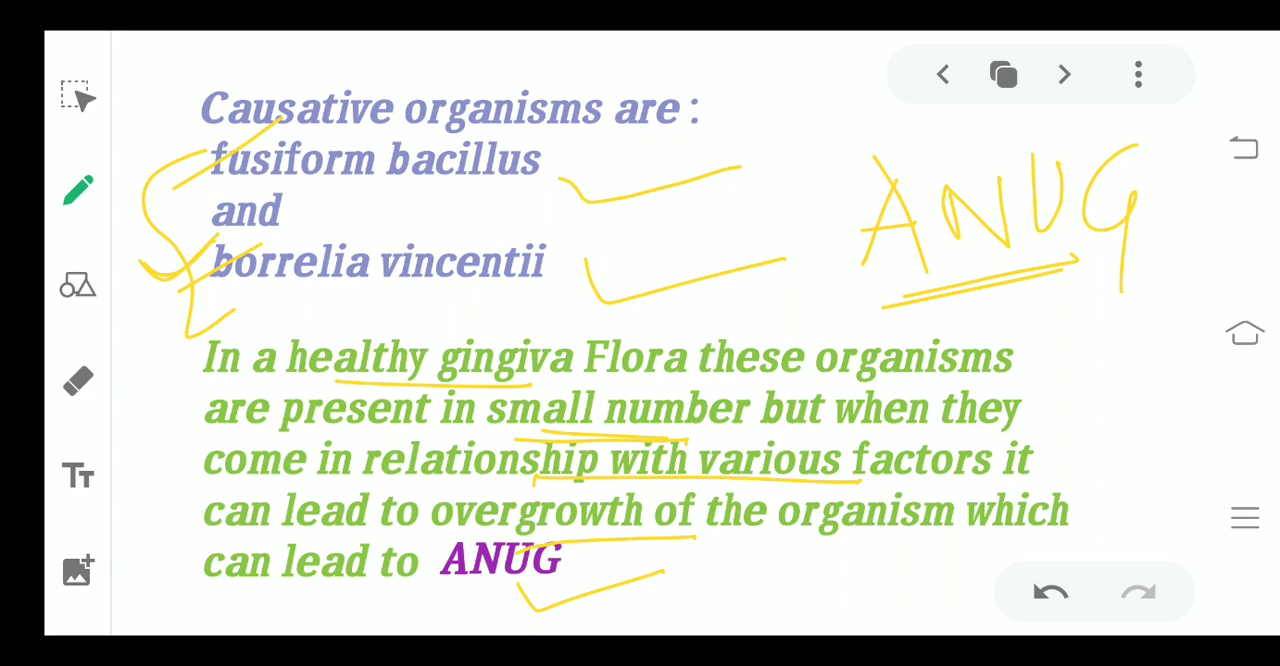 Causative organisms are :
fusiform bacillus
and
borrelia vincentii
ANUG
In a healthy gingiva Flora these organisms
are present in small number but when they
come in relationship with various factors it
can lead to overgrowth of the organism which
can lead to ANUG
Tт